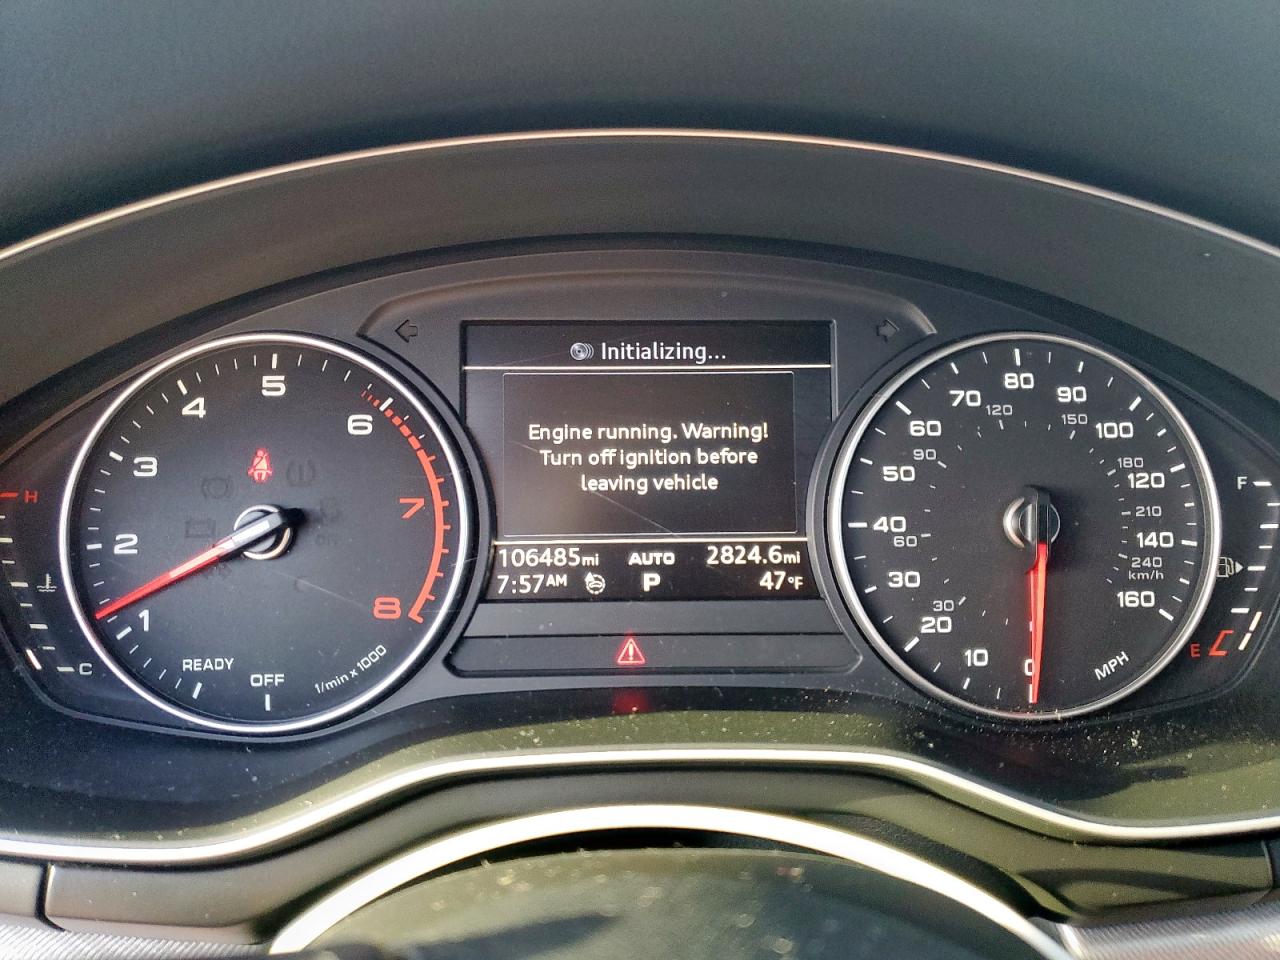 Initializing...
Engine running. Warning!
Turn off ignition before
leaving vehicle
106485mi AUTO 2824.6mi
7:57AM P 47°F
1
2
3
4
5
6
7
8
READY
OFF
1/min x 1000
H
C
0
10
20
30
40
50
60
70
80
90
100
120
140
160
MPH
30
60
90
120
150
180
210
240
km/h
F
E